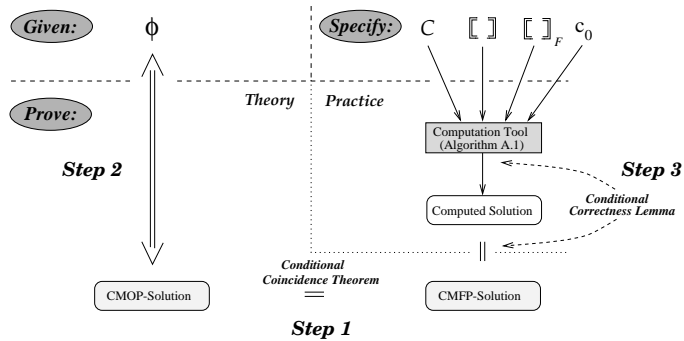 Given:
ϕ
Specify:
C
⟦ ⟧
⟦ ⟧F
c0
Theory
Practice
Prove:
Computation Tool
(Algorithm A.1)
Step 2
Step 3
Conditional
Correctness Lemma
Computed Solution
Conditional
Coincidence Theorem
=
CMOP-Solution
CMFP-Solution
Step 1